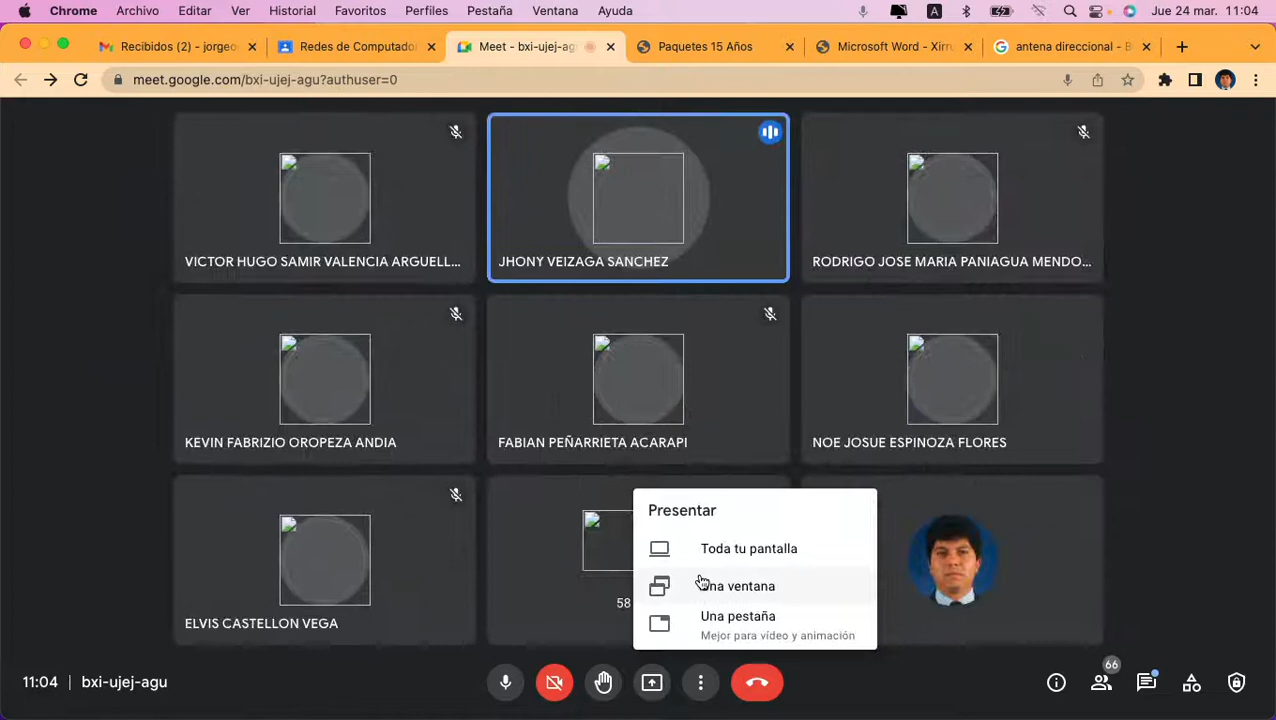 Chrome Archivo Editar Ver Historial Favoritos Perfiles Pestaña Ventana Ayuda A Jue 24 mar. 11:04
Recibidos (2) - jorgeo Redes de Computado Meet - bxi-ujej-agu Paquetes 15 Años Microsoft Word - Xirru antena direccional - B
meet.google.com/bxi-ujej-agu?authuser=0
VICTOR HUGO SAMIR VALENCIA ARGUELL... JHONY VEIZAGA SANCHEZ RODRIGO JOSE MARIA PANIAGUA MENDO...
KEVIN FABRIZIO OROPEZA ANDIA FABIAN PEÑARRIETA ACARAPI NOE JOSUE ESPINOZA FLORES
Presentar
Toda tu pantalla
Una ventana
Una pestaña
Mejor para vídeo y animación
ELVIS CASTELLON VEGA 58
11:04 | bxi-ujej-agu 66